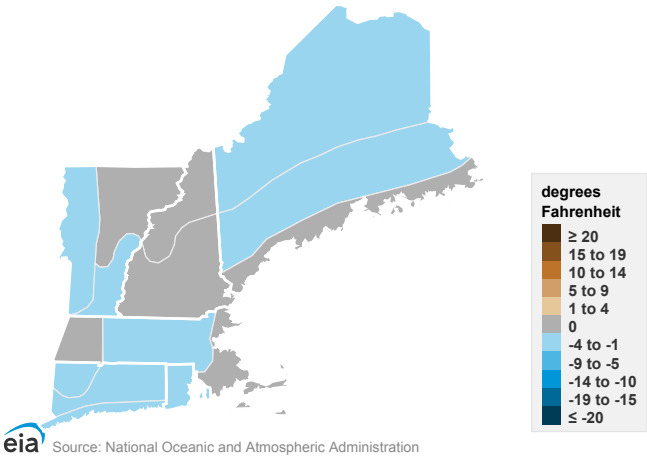 degrees
Fahrenheit
≥ 20
15 to 19
10 to 14
5 to 9
1 to 4
0
-4 to -1
-9 to -5
-14 to -10
-19 to -15
≤ -20
eia Source: National Oceanic and Atmospheric Administration